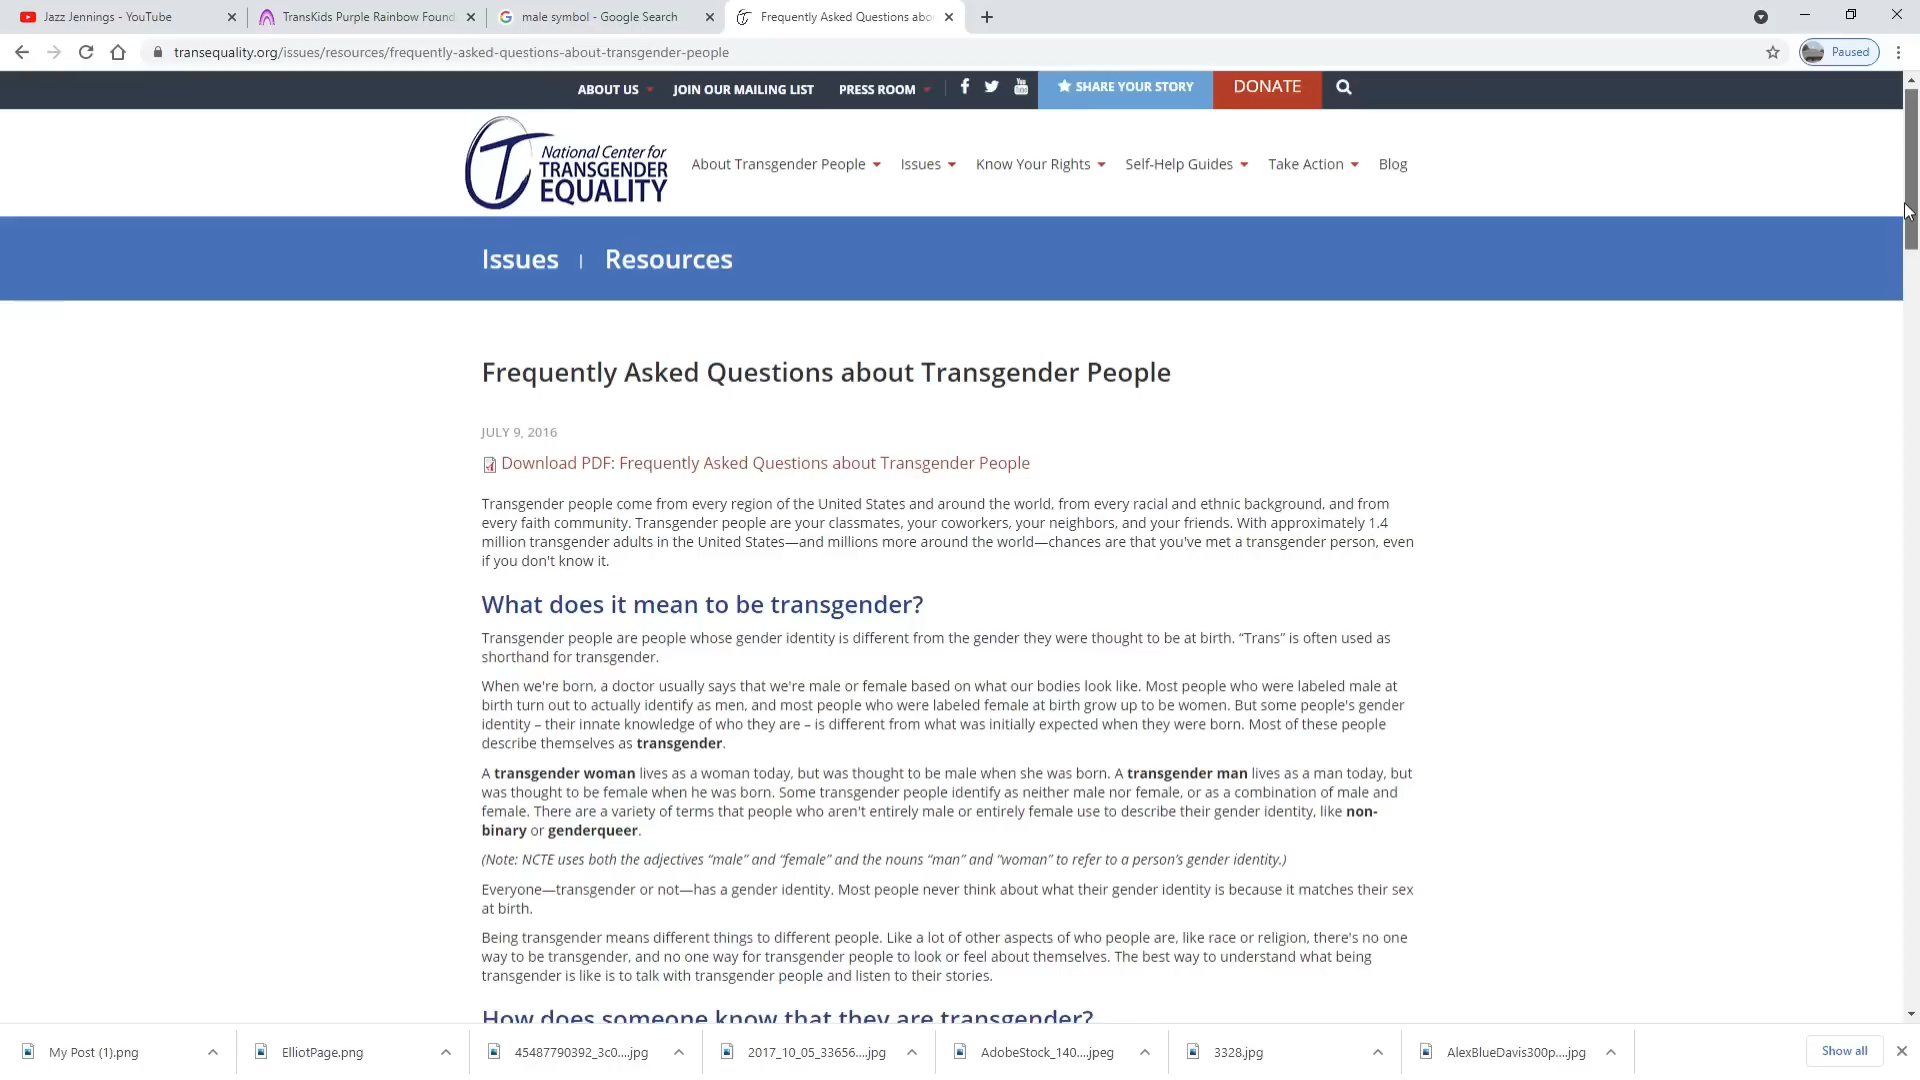 Jazz Jennings - YouTube
TransKids Purple Rainbow Found
male symbol - Google Search
Frequently Asked Questions abo
transequality.org/issues/resources/frequently-asked-questions-about-transgender-people
Paused
ABOUT US
JOIN OUR MAILING LIST
PRESS ROOM
You Tube
SHARE YOUR STORY
DONATE
National Center for
TRANSGENDER
EQUALITY
About Transgender People
Issues
Know Your Rights
Self-Help Guides
Take Action
Blog
Issues | Resources
Frequently Asked Questions about Transgender People
JULY 9, 2016
Download PDF: Frequently Asked Questions about Transgender People
Transgender people come from every region of the United States and around the world, from every racial and ethnic background, and from
every faith community. Transgender people are your classmates, your coworkers, your neighbors, and your friends. With approximately 1.4
million transgender adults in the United States—and millions more around the world—chances are that you've met a transgender person, even
if you don't know it.
What does it mean to be transgender?
Transgender people are people whose gender identity is different from the gender they were thought to be at birth. “Trans” is often used as
shorthand for transgender.
When we're born, a doctor usually says that we're male or female based on what our bodies look like. Most people who were labeled male at
birth turn out to actually identify as men, and most people who were labeled female at birth grow up to be women. But some people's gender
identity – their innate knowledge of who they are – is different from what was initially expected when they were born. Most of these people
describe themselves as transgender.
A transgender woman lives as a woman today, but was thought to be male when she was born. A transgender man lives as a man today, but
was thought to be female when he was born. Some transgender people identify as neither male nor female, or as a combination of male and
female. There are a variety of terms that people who aren't entirely male or entirely female use to describe their gender identity, like non-
binary or genderqueer.
(Note: NCTE uses both the adjectives “male” and “female” and the nouns “man” and “woman” to refer to a person’s gender identity.)
Everyone—transgender or not—has a gender identity. Most people never think about what their gender identity is because it matches their sex
at birth.
Being transgender means different things to different people. Like a lot of other aspects of who people are, like race or religion, there's no one
way to be transgender, and no one way for transgender people to look or feel about themselves. The best way to understand what being
transgender is like is to talk with transgender people and listen to their stories.
How does someone know that they are transgender?
My Post (1).png
ElliotPage.png
45487790392_3c0....jpg
2017_10_05_33656....jpg
AdobeStock_140....jpeg
3328.jpg
AlexBlueDavis300p....jpg
Show all